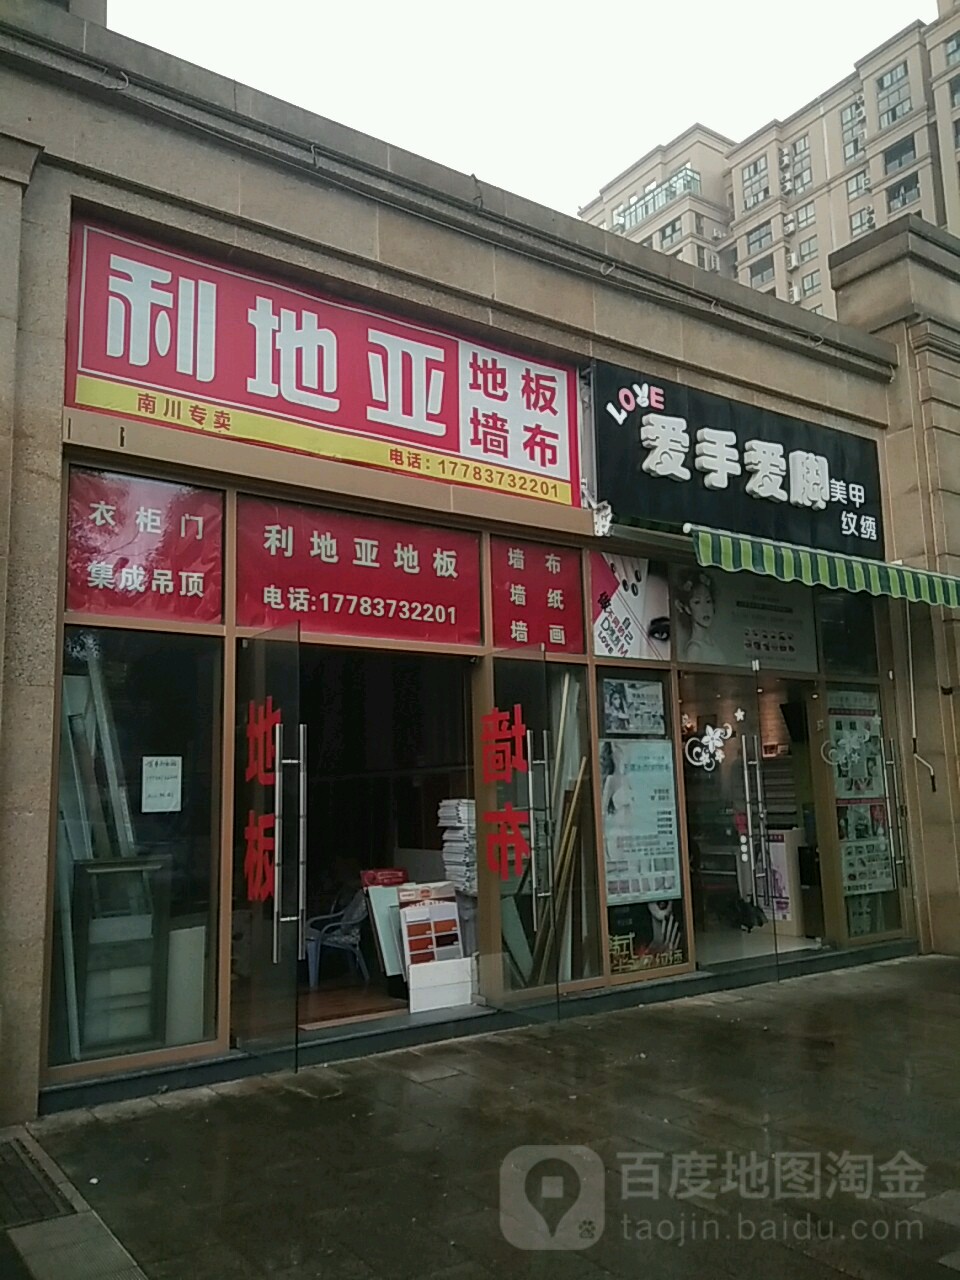 利地亚
地板
墙布
南川专卖
电话：17783732201
LOVE
爱手爱脚
美甲
纹绣
衣柜门
集成吊顶
利地亚地板
电话:17783732201
墙布
墙纸
墙画
地板
墙布
百度地图淘金
taojin.baidu.com